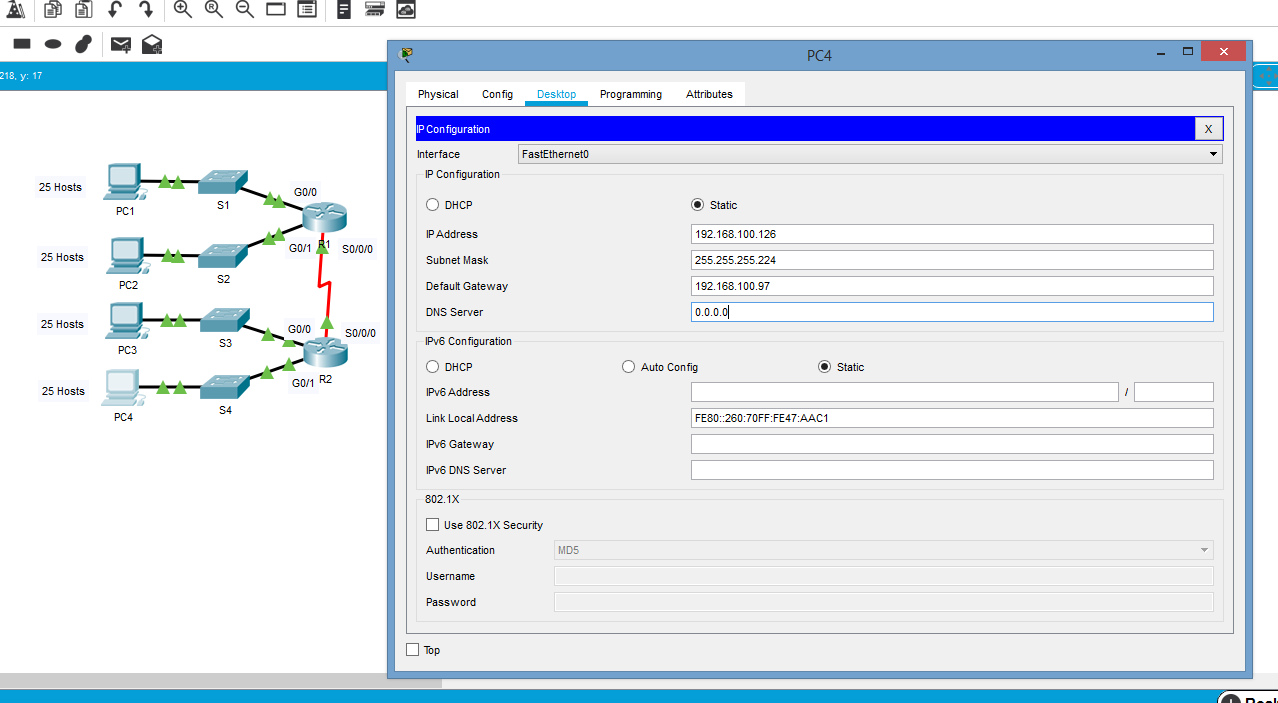 218, y: 17
PC4
Physical Config Desktop Programming Attributes
IP Configuration X
Interface FastEthernet0
IP Configuration
DHCP Static
IP Address 192.168.100.126
Subnet Mask 255.255.255.224
Default Gateway 192.168.100.97
DNS Server 0.0.0.0
IPv6 Configuration
DHCP Auto Config Static
IPv6 Address /
Link Local Address FE80::260:70FF:FE47:AAC1
IPv6 Gateway
IPv6 DNS Server
802.1X
Use 802.1X Security
Authentication MD5
Username
Password
Top
25 Hosts
PC1
S1
G0/0
R1
25 Hosts
PC2
S2
G0/1
S0/0/0
25 Hosts
PC3
S3
G0/0
S0/0/0
25 Hosts
PC4
S4
G0/1
R2